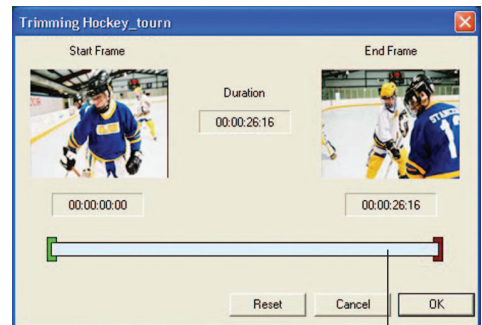 Trimming Hockey_tourn
Start Frame
End Frame
Duration
00:00:26:16
00:00:00:00
00:00:26:16
Reset
Cancel
OK